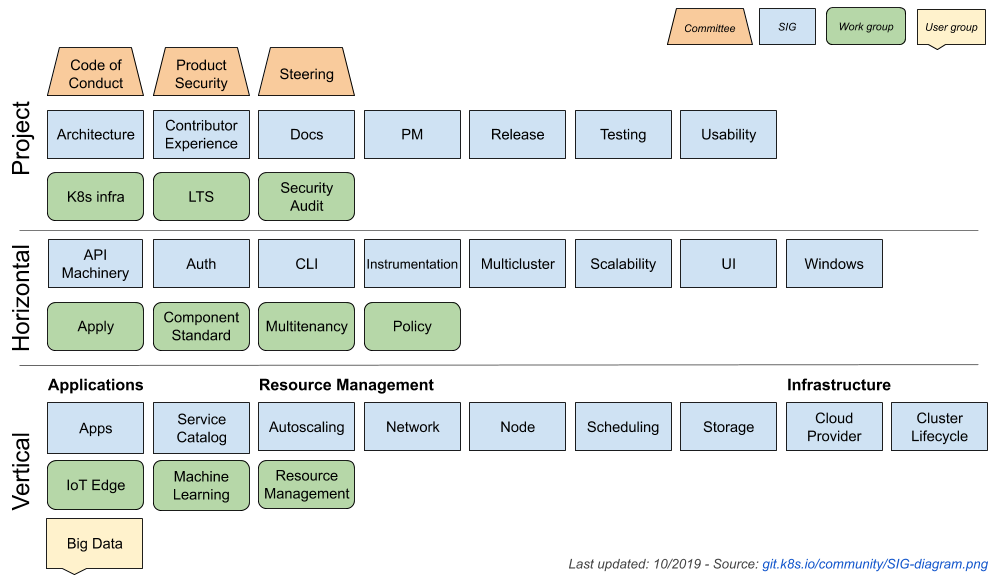 Committee
SIG
Work group
User group
Project
Code of
Conduct
Product
Security
Steering
Architecture
Contributor
Experience
Docs
PM
Release
Testing
Usability
K8s infra
LTS
Security
Audit
Horizontal
API
Machinery
Auth
CLI
Instrumentation
Multicluster
Scalability
UI
Windows
Apply
Component
Standard
Multitenancy
Policy
Vertical
Applications
Resource Management
Infrastructure
Apps
Service
Catalog
Autoscaling
Network
Node
Scheduling
Storage
Cloud
Provider
Cluster
Lifecycle
IoT Edge
Machine
Learning
Resource
Management
Big Data
Last updated: 10/2019 - Source: git.k8s.io/community/SIG-diagram.png